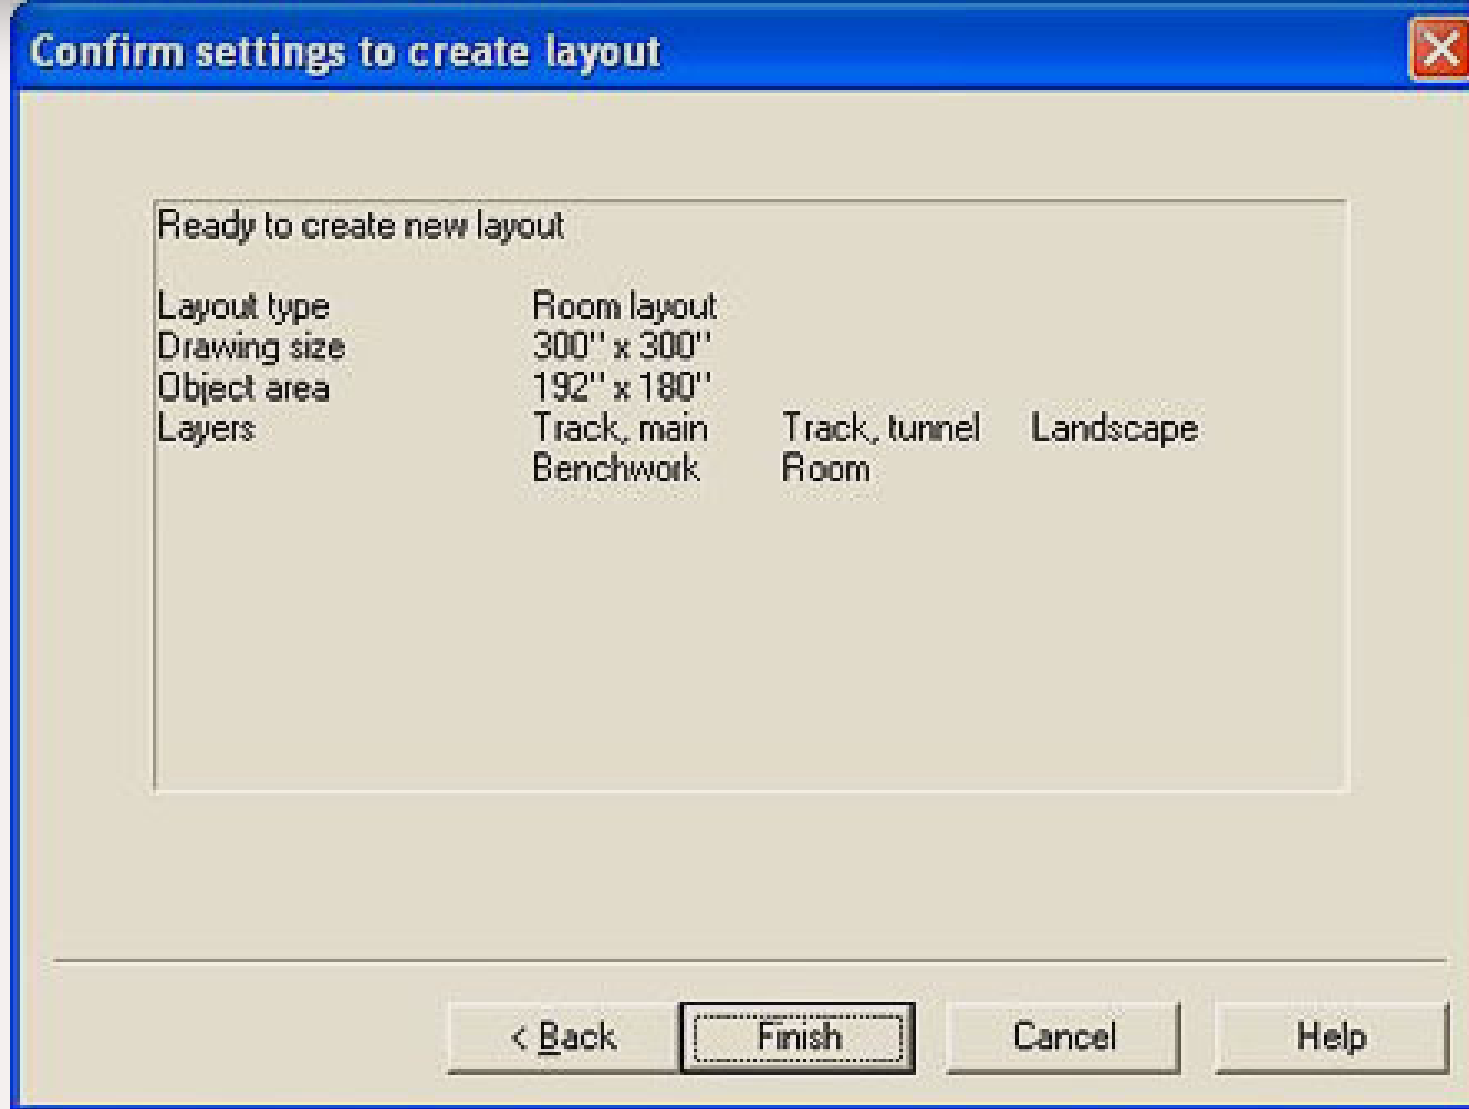 Confirm settings to create layout
Ready to create new layout
Layout type Room layout
Drawing size 300" x 300"
Object area 192" x 180"
Layers Track, main Track, tunnel Landscape
Benchwork Room
< Back Finish Cancel Help